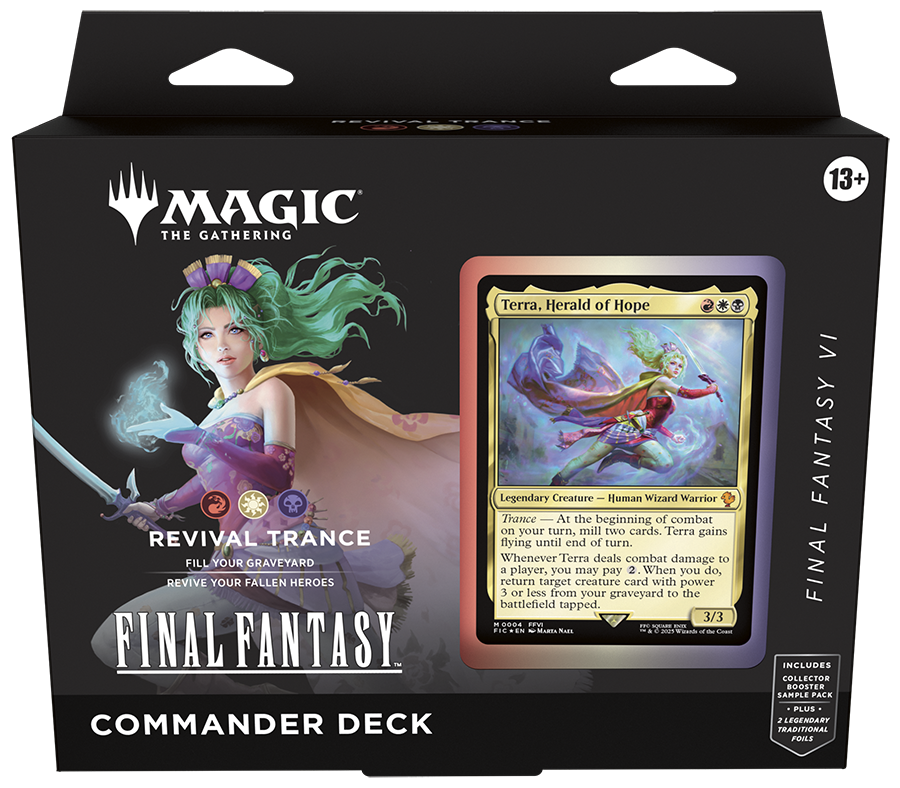 REVIVAL TRANCE
MAGIC
THE GATHERING
13+
Terra, Herald of Hope
Legendary Creature — Human Wizard Warrior
Trance — At the beginning of combat
on your turn, mill two cards. Terra gains
flying until end of turn.
Whenever Terra deals combat damage to
a player, you may pay 2. When you do,
return target creature card with power
3 or less from your graveyard to the
battlefield tapped.
3/3
M 0004 FFVI
FIC ★ EN Marta Nael
FFG SQUARE ENIX
™ & © 2025 Wizards of the Coast
FINAL FANTASY VI
REVIVAL TRANCE
FILL YOUR GRAVEYARD
REVIVE YOUR FALLEN HEROES
FINAL FANTASY™
COMMANDER DECK
INCLUDES
COLLECTOR
BOOSTER
SAMPLE PACK
• PLUS •
2 LEGENDARY
TRADITIONAL
FOILS